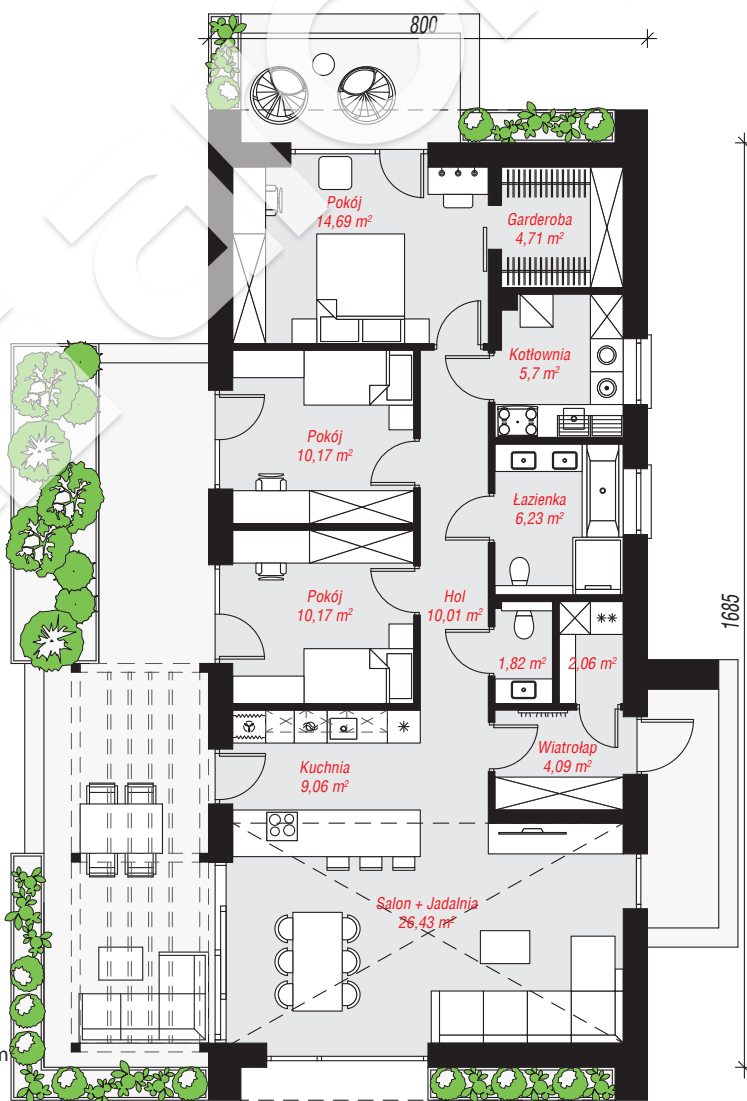 800
Pokój
14,69 m²
Garderoba
4,71 m²
Kotłownia
5,7 m²
Pokój
10,17 m²
Łazienka
6,23 m²
Pokój
10,17 m²
Hol
10,01 m²
1685
1,82 m²
2,06 m²
Wiatrołap
4,09 m²
Kuchnia
9,06 m²
Salon + Jadalnia
26,43 m²
m